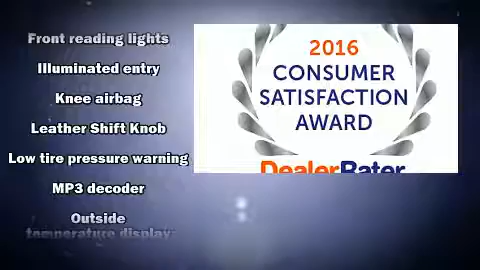 Front reading lights
Illuminated entry
Knee airbag
Leather Shift Knob
Low tire pressure warning
MP3 decoder
Outside
temperature display
2016
CONSUMER
SATISFACTION
AWARD
DealerRater